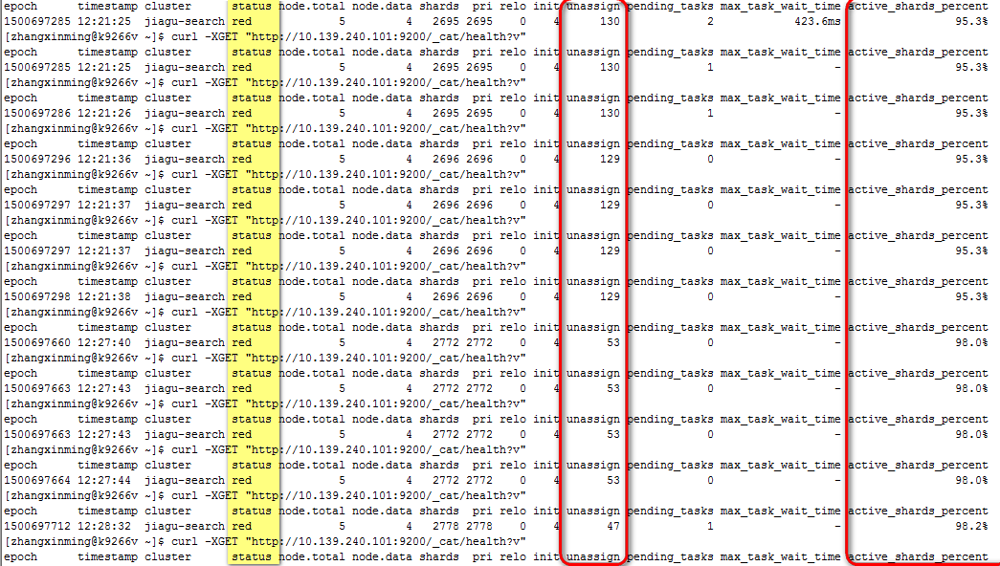 epoch timestamp cluster status node.total node.data shards pri relo init unassign pending_tasks max_task_wait_time active_shards_percent
1500697285 12:21:25 jiagu-search red 5 4 2695 2695 0 4 130 2 423.6ms 95.3%
[zhangxinming@k9266v ~]$ curl -XGET "http://10.139.240.101:9200/_cat/health?v"
epoch timestamp cluster status node.total node.data shards pri relo init unassign pending_tasks max_task_wait_time active_shards_percent
1500697285 12:21:25 jiagu-search red 5 4 2695 2695 0 4 130 1 - 95.3%
[zhangxinming@k9266v ~]$ curl -XGET "http://10.139.240.101:9200/_cat/health?v"
epoch timestamp cluster status node.total node.data shards pri relo init unassign pending_tasks max_task_wait_time active_shards_percent
1500697286 12:21:26 jiagu-search red 5 4 2695 2695 0 4 130 1 - 95.3%
[zhangxinming@k9266v ~]$ curl -XGET "http://10.139.240.101:9200/_cat/health?v"
epoch timestamp cluster status node.total node.data shards pri relo init unassign pending_tasks max_task_wait_time active_shards_percent
1500697296 12:21:36 jiagu-search red 5 4 2696 2696 0 4 129 0 - 95.3%
[zhangxinming@k9266v ~]$ curl -XGET "http://10.139.240.101:9200/_cat/health?v"
epoch timestamp cluster status node.total node.data shards pri relo init unassign pending_tasks max_task_wait_time active_shards_percent
1500697297 12:21:37 jiagu-search red 5 4 2696 2696 0 4 129 0 - 95.3%
[zhangxinming@k9266v ~]$ curl -XGET "http://10.139.240.101:9200/_cat/health?v"
epoch timestamp cluster status node.total node.data shards pri relo init unassign pending_tasks max_task_wait_time active_shards_percent
1500697297 12:21:37 jiagu-search red 5 4 2696 2696 0 4 129 0 - 95.3%
[zhangxinming@k9266v ~]$ curl -XGET "http://10.139.240.101:9200/_cat/health?v"
epoch timestamp cluster status node.total node.data shards pri relo init unassign pending_tasks max_task_wait_time active_shards_percent
1500697298 12:21:38 jiagu-search red 5 4 2696 2696 0 4 129 0 - 95.3%
[zhangxinming@k9266v ~]$ curl -XGET "http://10.139.240.101:9200/_cat/health?v"
epoch timestamp cluster status node.total node.data shards pri relo init unassign pending_tasks max_task_wait_time active_shards_percent
1500697660 12:27:40 jiagu-search red 5 4 2772 2772 0 4 53 0 - 98.0%
[zhangxinming@k9266v ~]$ curl -XGET "http://10.139.240.101:9200/_cat/health?v"
epoch timestamp cluster status node.total node.data shards pri relo init unassign pending_tasks max_task_wait_time active_shards_percent
1500697663 12:27:43 jiagu-search red 5 4 2772 2772 0 4 53 0 - 98.0%
[zhangxinming@k9266v ~]$ curl -XGET "http://10.139.240.101:9200/_cat/health?v"
epoch timestamp cluster status node.total node.data shards pri relo init unassign pending_tasks max_task_wait_time active_shards_percent
1500697663 12:27:43 jiagu-search red 5 4 2772 2772 0 4 53 0 - 98.0%
[zhangxinming@k9266v ~]$ curl -XGET "http://10.139.240.101:9200/_cat/health?v"
epoch timestamp cluster status node.total node.data shards pri relo init unassign pending_tasks max_task_wait_time active_shards_percent
1500697664 12:27:44 jiagu-search red 5 4 2772 2772 0 4 53 0 - 98.0%
[zhangxinming@k9266v ~]$ curl -XGET "http://10.139.240.101:9200/_cat/health?v"
epoch timestamp cluster status node.total node.data shards pri relo init unassign pending_tasks max_task_wait_time active_shards_percent
1500697712 12:28:32 jiagu-search red 5 4 2778 2778 0 4 47 1 - 98.2%
[zhangxinming@k9266v ~]$ curl -XGET "http://10.139.240.101:9200/_cat/health?v"
epoch timestamp cluster status node.total node.data shards pri relo init unassign pending_tasks max_task_wait_time active_shards_percent